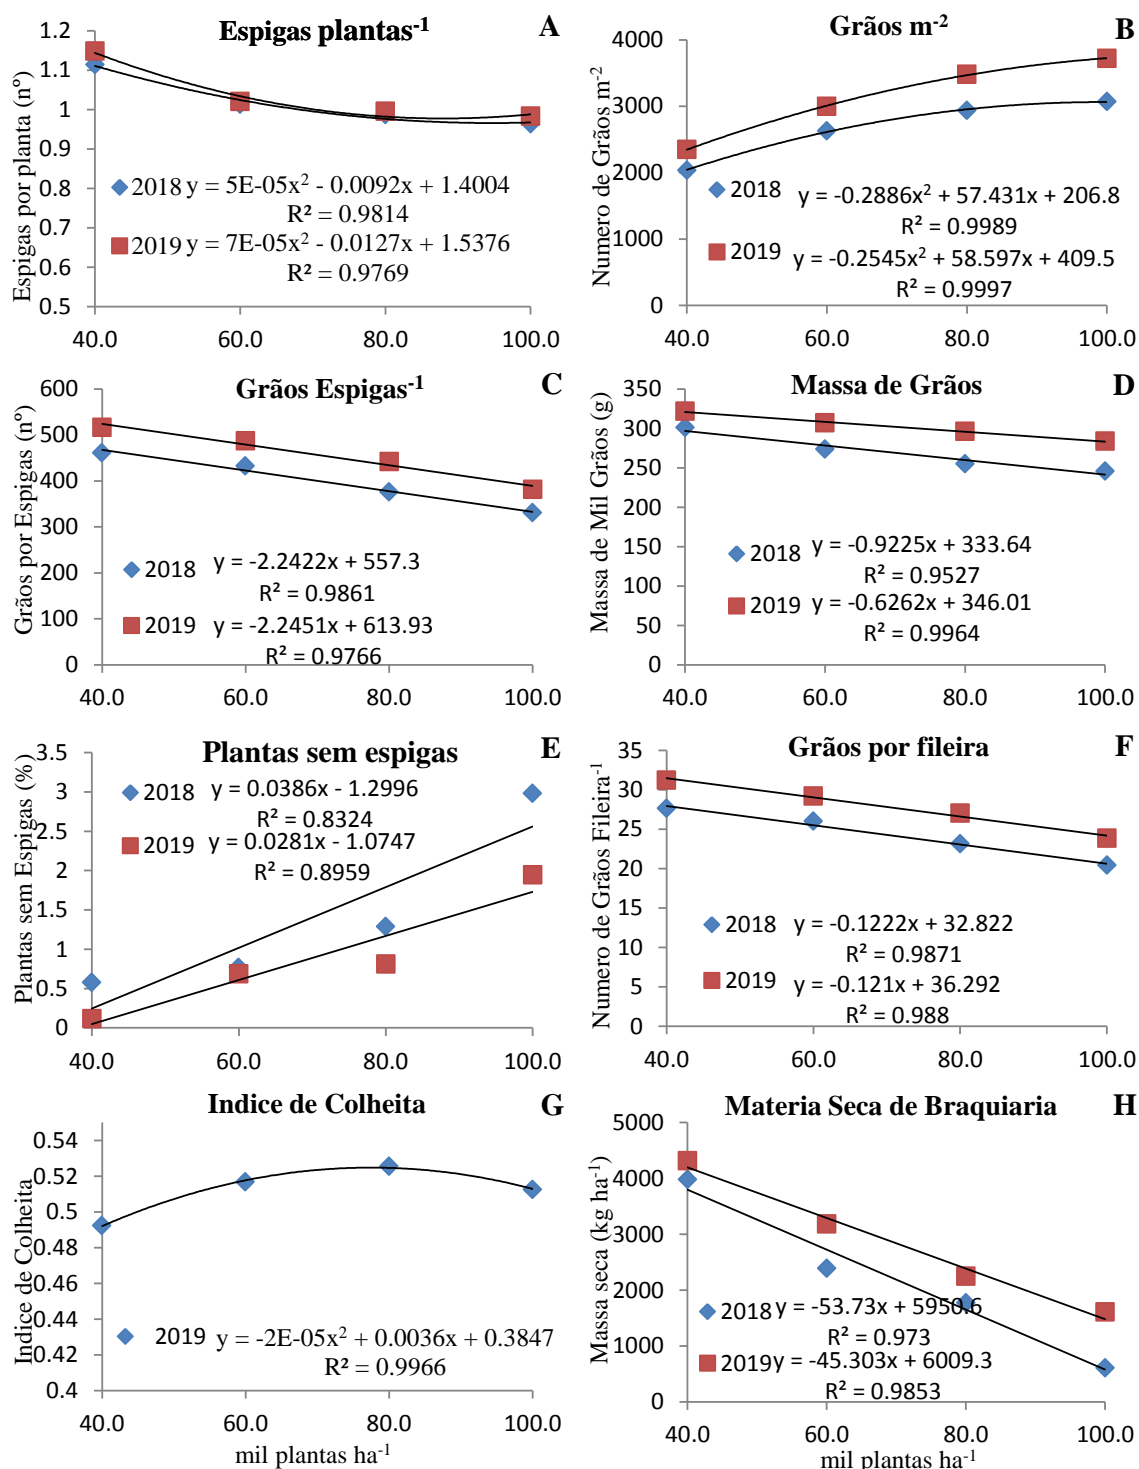 Espigas plantas⁻¹
A
Espigas por planta (nº)
1.2
1.1
1
0.9
0.8
0.7
0.6
0.5
2018 y = 5E-05x² - 0.0092x + 1.4004
R² = 0.9814
2019 y = 7E-05x² - 0.0127x + 1.5376
R² = 0.9769
40.0 60.0 80.0 100.0
Grãos m⁻²
B
Numero de Grãos m⁻²
4000
3000
2000
1000
0
2018 y = -0.2886x² + 57.431x + 206.8
R² = 0.9989
2019 y = -0.2545x² + 58.597x + 409.5
R² = 0.9997
40.0 60.0 80.0 100.0
Grãos Espigas⁻¹
C
Grãos por Espigas (nº)
600
500
400
300
200
100
0
2018 y = -2.2422x + 557.3
R² = 0.9861
2019 y = -2.2451x + 613.93
R² = 0.9766
40.0 60.0 80.0 100.0
Massa de Grãos
D
Massa de Mil Grãos (g)
350
300
250
200
150
100
50
0
2018 y = -0.9225x + 333.64
R² = 0.9527
2019 y = -0.6262x + 346.01
R² = 0.9964
40.0 60.0 80.0 100.0
Plantas sem espigas
E
Plantas sem Espigas (%)
3.5
3
2.5
2
1.5
1
0.5
0
2018 y = 0.0386x - 1.2996
R² = 0.8324
2019 y = 0.0281x - 1.0747
R² = 0.8959
40.0 60.0 80.0 100.0
Grãos por fileira
F
Numero de Grãos Fileira⁻¹
35
30
25
20
15
10
5
0
2018 y = -0.1222x + 32.822
R² = 0.9871
2019 y = -0.121x + 36.292
R² = 0.988
40.0 60.0 80.0 100.0
Indice de Colheita
G
Indice de Colheita
0.54
0.52
0.5
0.48
0.46
0.44
0.42
0.4
2019 y = -2E-05x² + 0.0036x + 0.3847
R² = 0.9966
40.0 60.0 80.0 100.0
mil plantas ha⁻¹
Materia Seca de Braquiaria
H
Massa seca (kg ha⁻¹)
5000
4000
3000
2000
1000
0
2018 y = -53.73x + 5950.6
R² = 0.973
2019 y = -45.303x + 6009.3
R² = 0.9853
40.0 60.0 80.0 100.0
mil plantas ha⁻¹